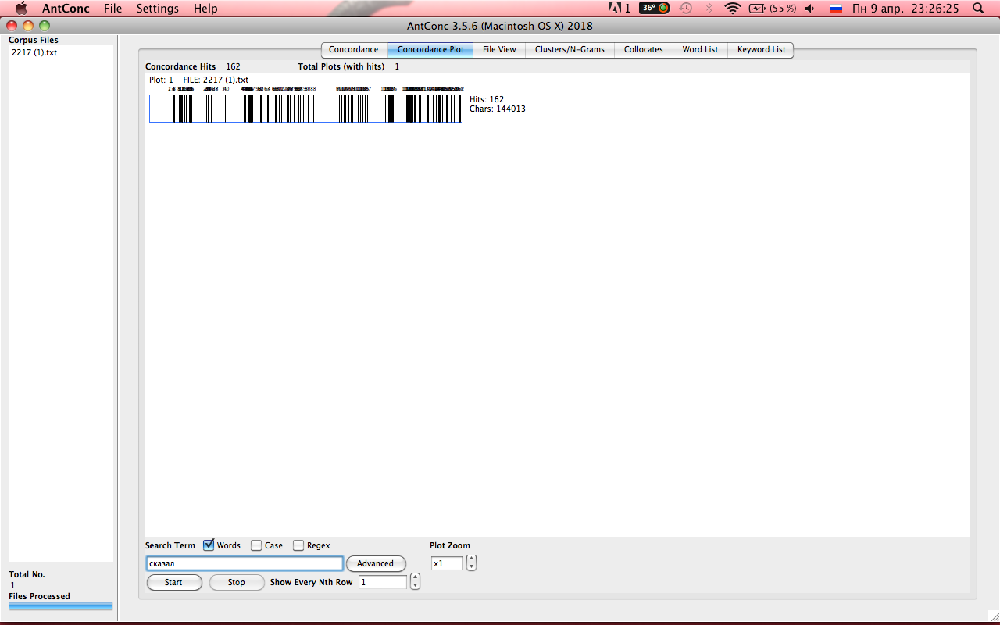 AntConc File Settings Help 1 36° (55 %) Пн 9 апр. 23:26:25
AntConc 3.5.6 (Macintosh OS X) 2018
Corpus Files
2217 (1).txt
Concordance Concordance Plot File View Clusters/N-Grams Collocates Word List Keyword List
Concordance Hits 162 Total Plots (with hits) 1
Plot: 1 FILE: 2217 (1).txt
Hits: 162
Chars: 144013
Search Term Words Case Regex Plot Zoom
сказал Advanced x1
Start Stop Show Every Nth Row 1
Total No.
1
Files Processed